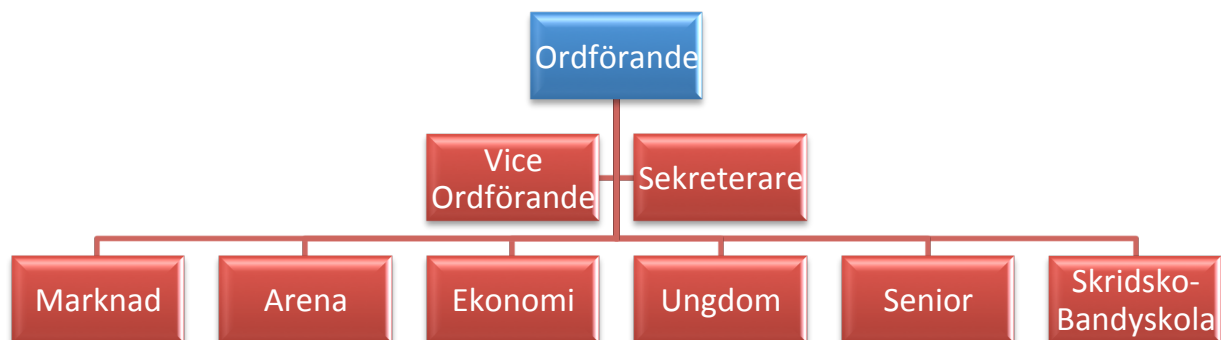 Ordförande
Vice
Ordförande
Sekreterare
Marknad
Arena
Ekonomi
Ungdom
Senior
Skridsko-
Bandyskola